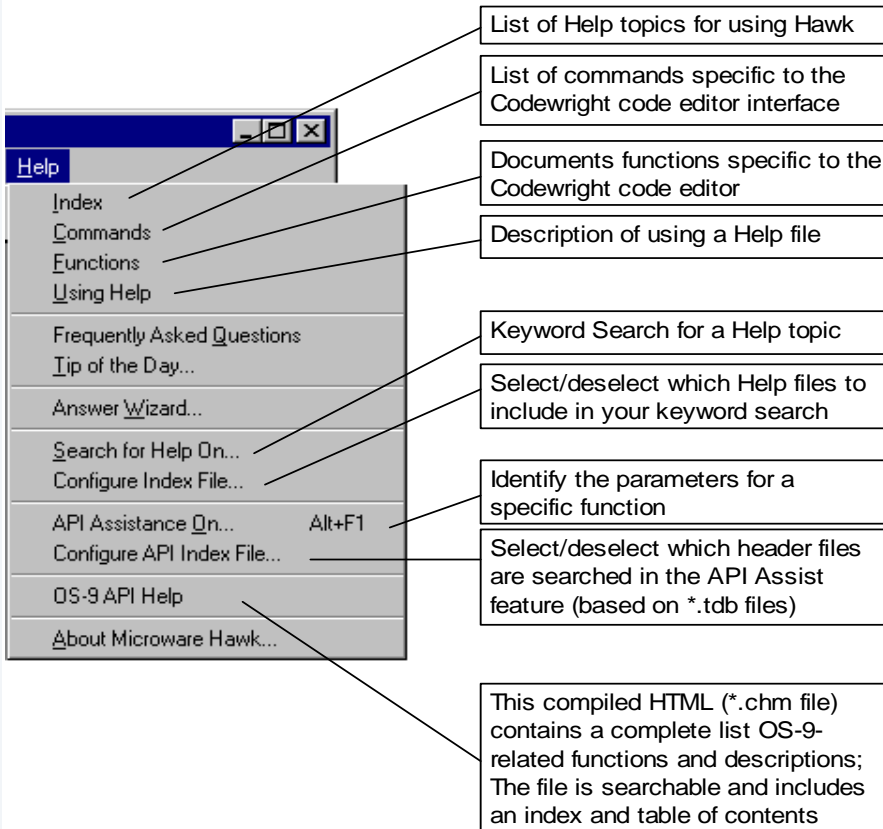 List of Help topics for using Hawk
List of commands specific to the
Codewright code editor interface
Documents functions specific to the
Codewright code editor
Description of using a Help file
Keyword Search for a Help topic
Select/deselect which Help files to
include in your keyword search
Identify the parameters for a
specific function
Select/deselect which header files
are searched in the API Assist
feature (based on *.tdb files)
This compiled HTML (*.chm file)
contains a complete list OS-9-
related functions and descriptions;
The file is searchable and includes
an index and table of contents
Help
Index
Commands
Functions
Using Help
Frequently Asked Questions
Tip of the Day...
Answer Wizard...
Search for Help On...
Configure Index File...
API Assistance On... Alt+F1
Configure API Index File...
OS-9 API Help
About Microware Hawk...